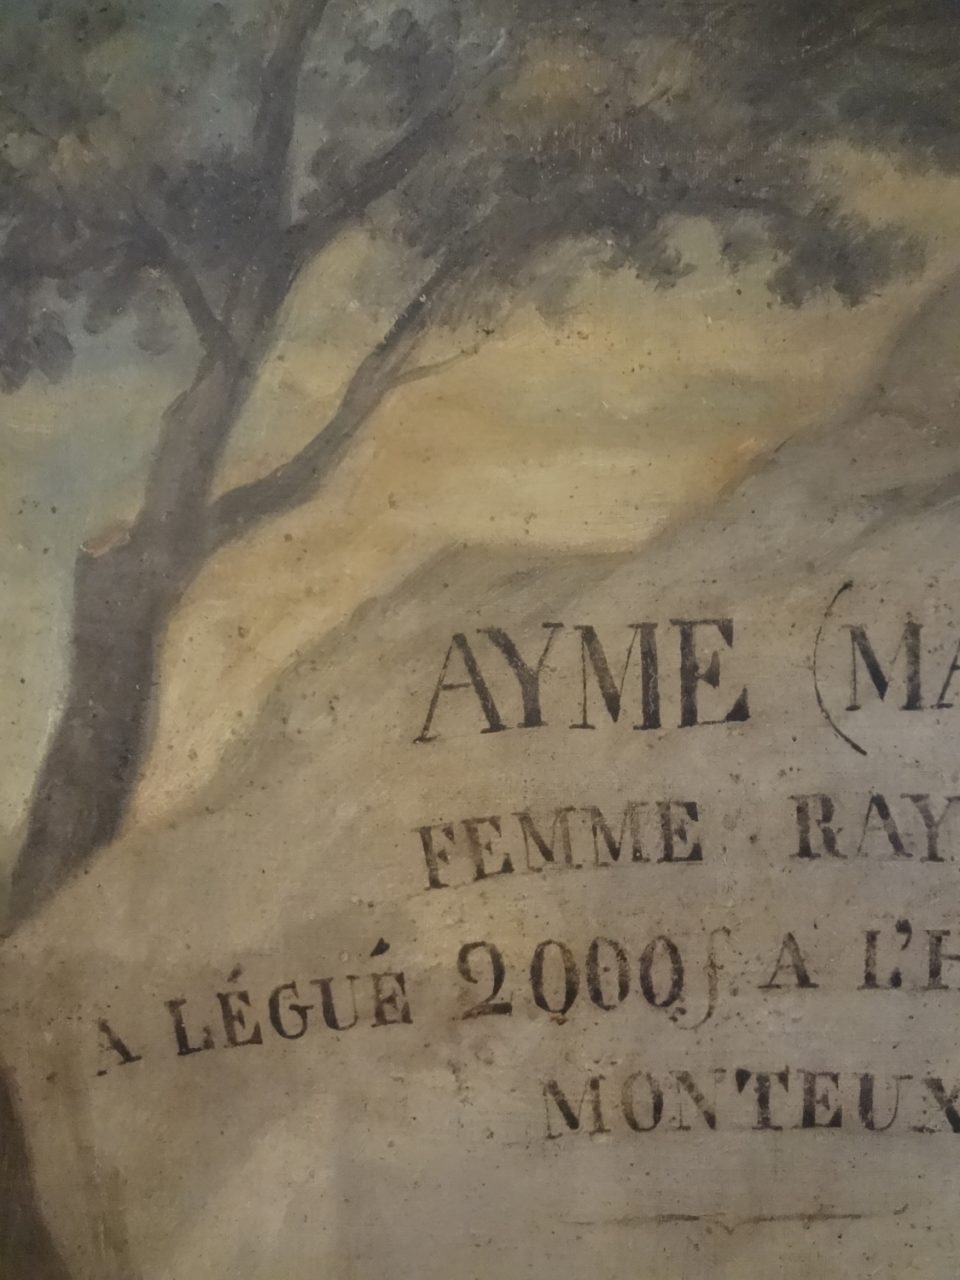 AYME (MA
FEMME RAY
A LÉGUÉ 2000f A L'H
MONTEUX